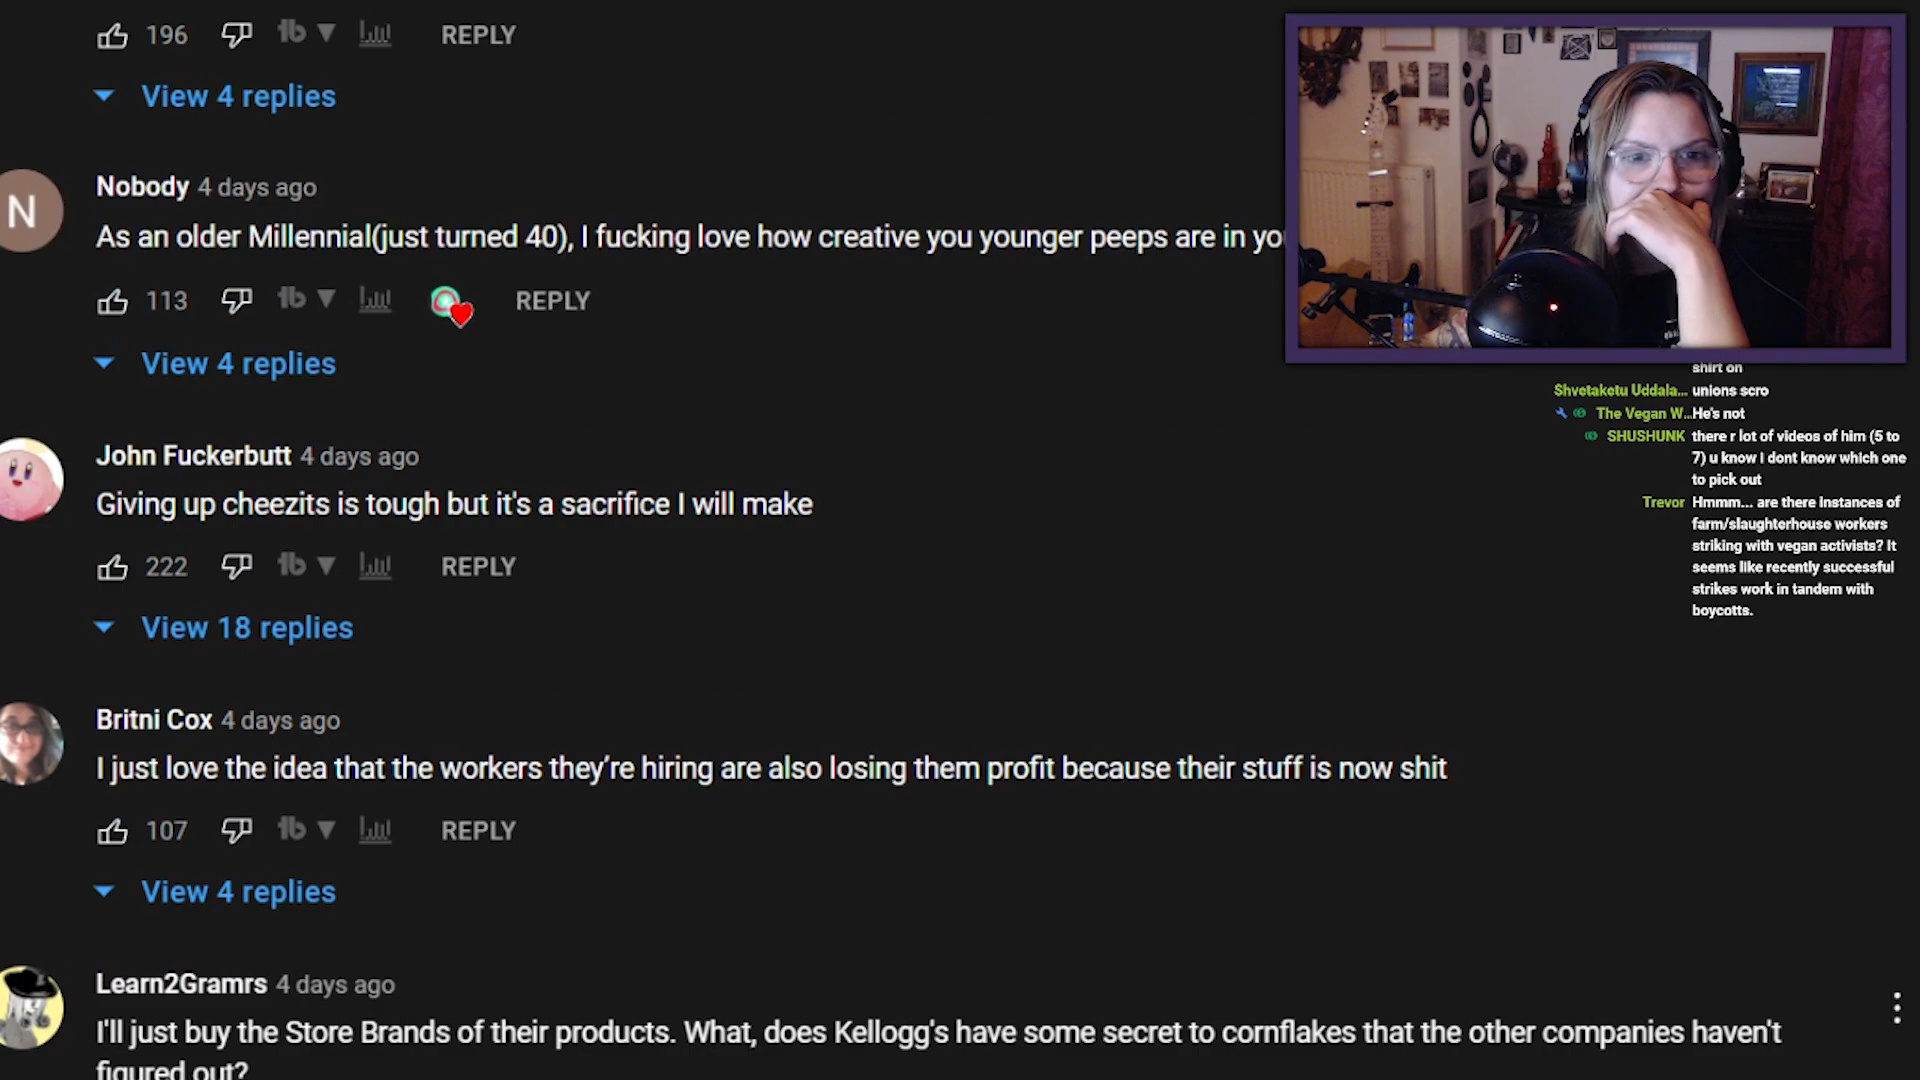 196 REPLY
View 4 replies
N
Nobody 4 days ago
As an older Millennial(just turned 40), I fucking love how creative you younger peeps are in you
113 REPLY
View 4 replies
John Fuckerbutt 4 days ago
Giving up cheezits is tough but it's a sacrifice I will make
222 REPLY
View 18 replies
Britni Cox 4 days ago
I just love the idea that the workers they’re hiring are also losing them profit because their stuff is now shit
107 REPLY
View 4 replies
Learn2Gramrs 4 days ago
I'll just buy the Store Brands of their products. What, does Kellogg's have some secret to cornflakes that the other companies haven't
figured out?
shirt on
Shvetaketu Uddala... unions scro
The Vegan W... He's not
SHUSHUNK there r lot of videos of him (5 to
7) u know I dont know which one
to pick out
Trevor Hmmm... are there instances of
farm/slaughterhouse workers
striking with vegan activists? It
seems like recently successful
strikes work in tandem with
boycotts.